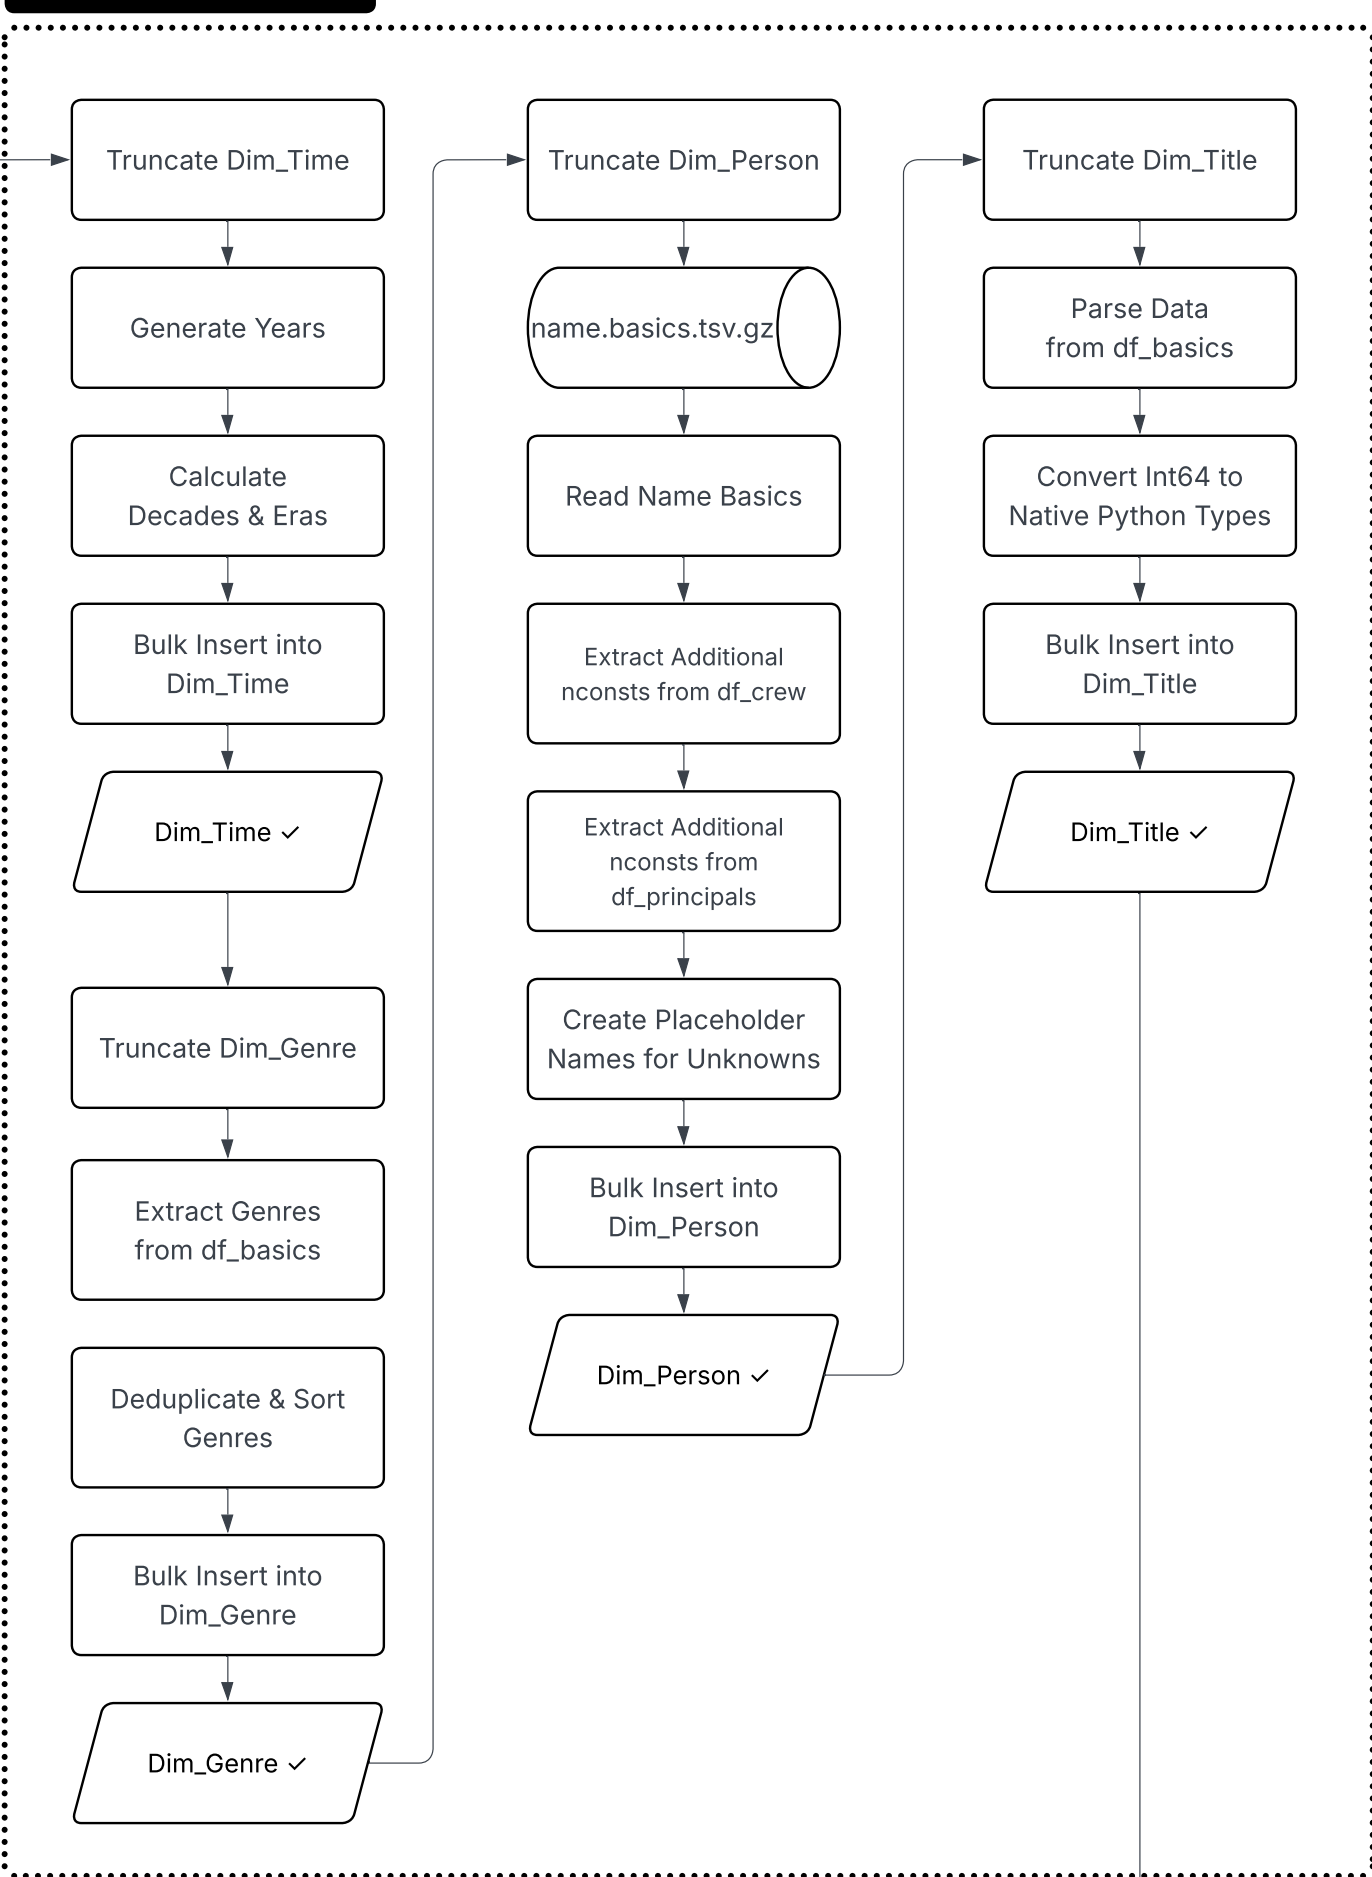 Truncate Dim_Time
Generate Years
Calculate
Decades & Eras
Bulk Insert into
Dim_Time
Dim_Time ✓
Truncate Dim_Genre
Extract Genres
from df_basics
Deduplicate & Sort
Genres
Bulk Insert into
Dim_Genre
Dim_Genre ✓
Truncate Dim_Person
name.basics.tsv.gz
Read Name Basics
Extract Additional
nconsts from df_crew
Extract Additional
nconsts from
df_principals
Create Placeholder
Names for Unknowns
Bulk Insert into
Dim_Person
Dim_Person ✓
Truncate Dim_Title
Parse Data
from df_basics
Convert Int64 to
Native Python Types
Bulk Insert into
Dim_Title
Dim_Title ✓